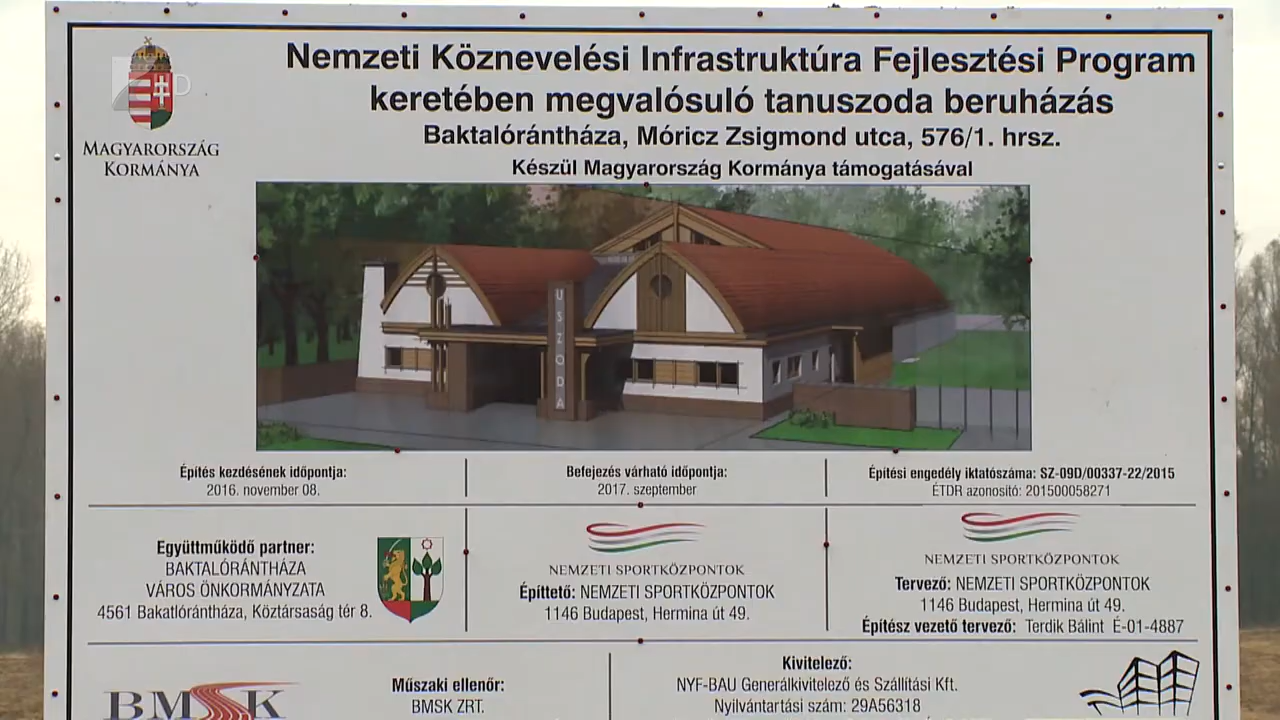 Nemzeti Köznevelési Infrastruktúra Fejlesztési Program
keretében megvalósuló tanuszoda beruházás
Baktalórántháza, Móricz Zsigmond utca, 576/1. hrsz.
Készül Magyarország Kormánya támogatásával
MAGYARORSZÁG
KORMÁNYA
USZODA
Építés kezdésének időpontja:
2016. november 08.
Befejezés várható időpontja:
2017. szeptember
Építési engedély iktatószáma: SZ-09D/00337-22/2015
ÉTDR azonosító: 201500058271
Együttműködő partner:
BAKTALÓRÁNTHÁZA
VÁROS ÖNKORMÁNYZATA
4561 Bakatlórántháza, Köztársaság tér 8.
NEMZETI SPORTKÖZPONTOK
Építtető: NEMZETI SPORTKÖZPONTOK
1146 Budapest, Hermina út 49.
NEMZETI SPORTKÖZPONTOK
Tervező: NEMZETI SPORTKÖZPONTOK
1146 Budapest, Hermina út 49.
Építész vezető tervező: Terdik Bálint É-01-4887
BMSK
Műszaki ellenőr:
BMSK ZRT.
Kivitelező:
NYF-BAU Generálkivitelező és Szállítási Kft.
Nyilvántartási szám: 29A56318